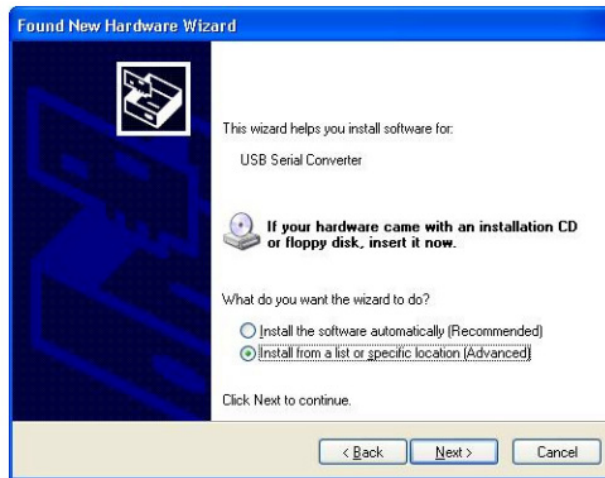 Found New Hardware Wizard
This wizard helps you install software for:
USB Serial Converter
If your hardware came with an installation CD
or floppy disk, insert it now.
What do you want the wizard to do?
Install the software automatically (Recommended)
Install from a list or specific location (Advanced)
Click Next to continue.
< Back Next > Cancel